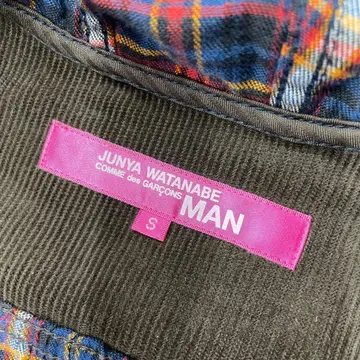 JUNYA WATANABE
COMME des GARÇONS
MAN
S